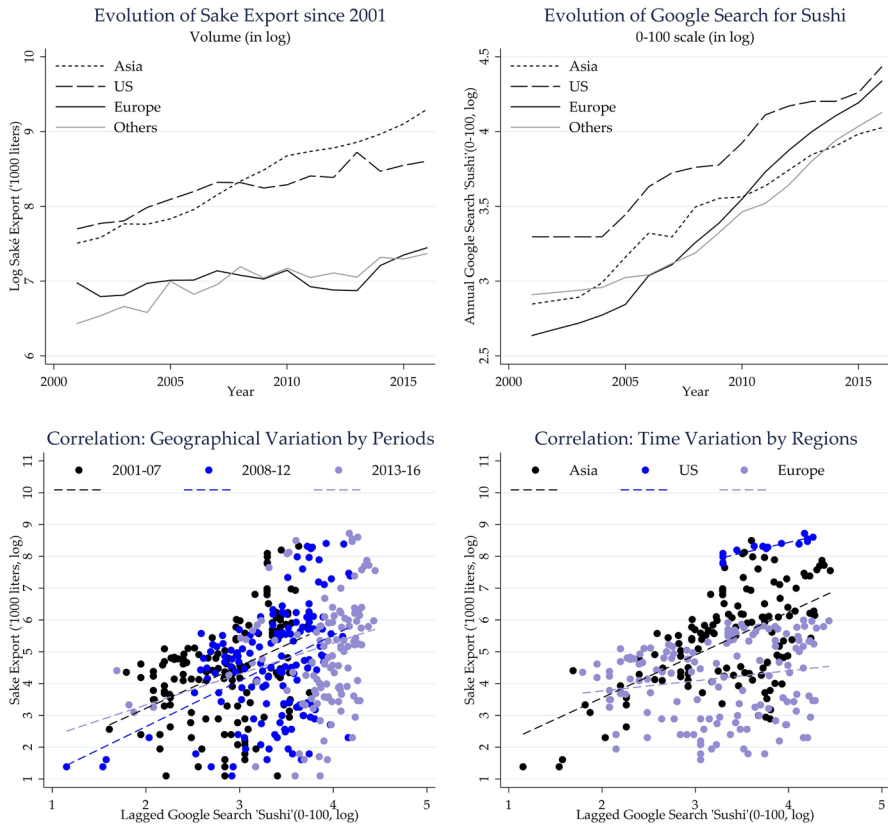 Evolution of Sake Export since 2001
Volume (in log)
Asia
US
Europe
Others
Log Saké Export ('1000 liters)
10
9
8
7
6
2000 2005 2010 2015
Year
Evolution of Google Search for Sushi
0-100 scale (in log)
Asia
US
Europe
Others
Annual Google Search 'Sushi'(0-100, log)
4.5
4
3.5
3
2.5
2000 2005 2010 2015
Year
Correlation: Geographical Variation by Periods
2001-07 2008-12 2013-16
Sake Export ('1000 liters, log)
11
10
9
8
7
6
5
4
3
2
1
1 2 3 4 5
Lagged Google Search 'Sushi'(0-100, log)
Correlation: Time Variation by Regions
Asia US Europe
Sake Export ('1000 liters, log)
11
10
9
8
7
6
5
4
3
2
1
1 2 3 4 5
Lagged Google Search 'Sushi'(0-100, log)